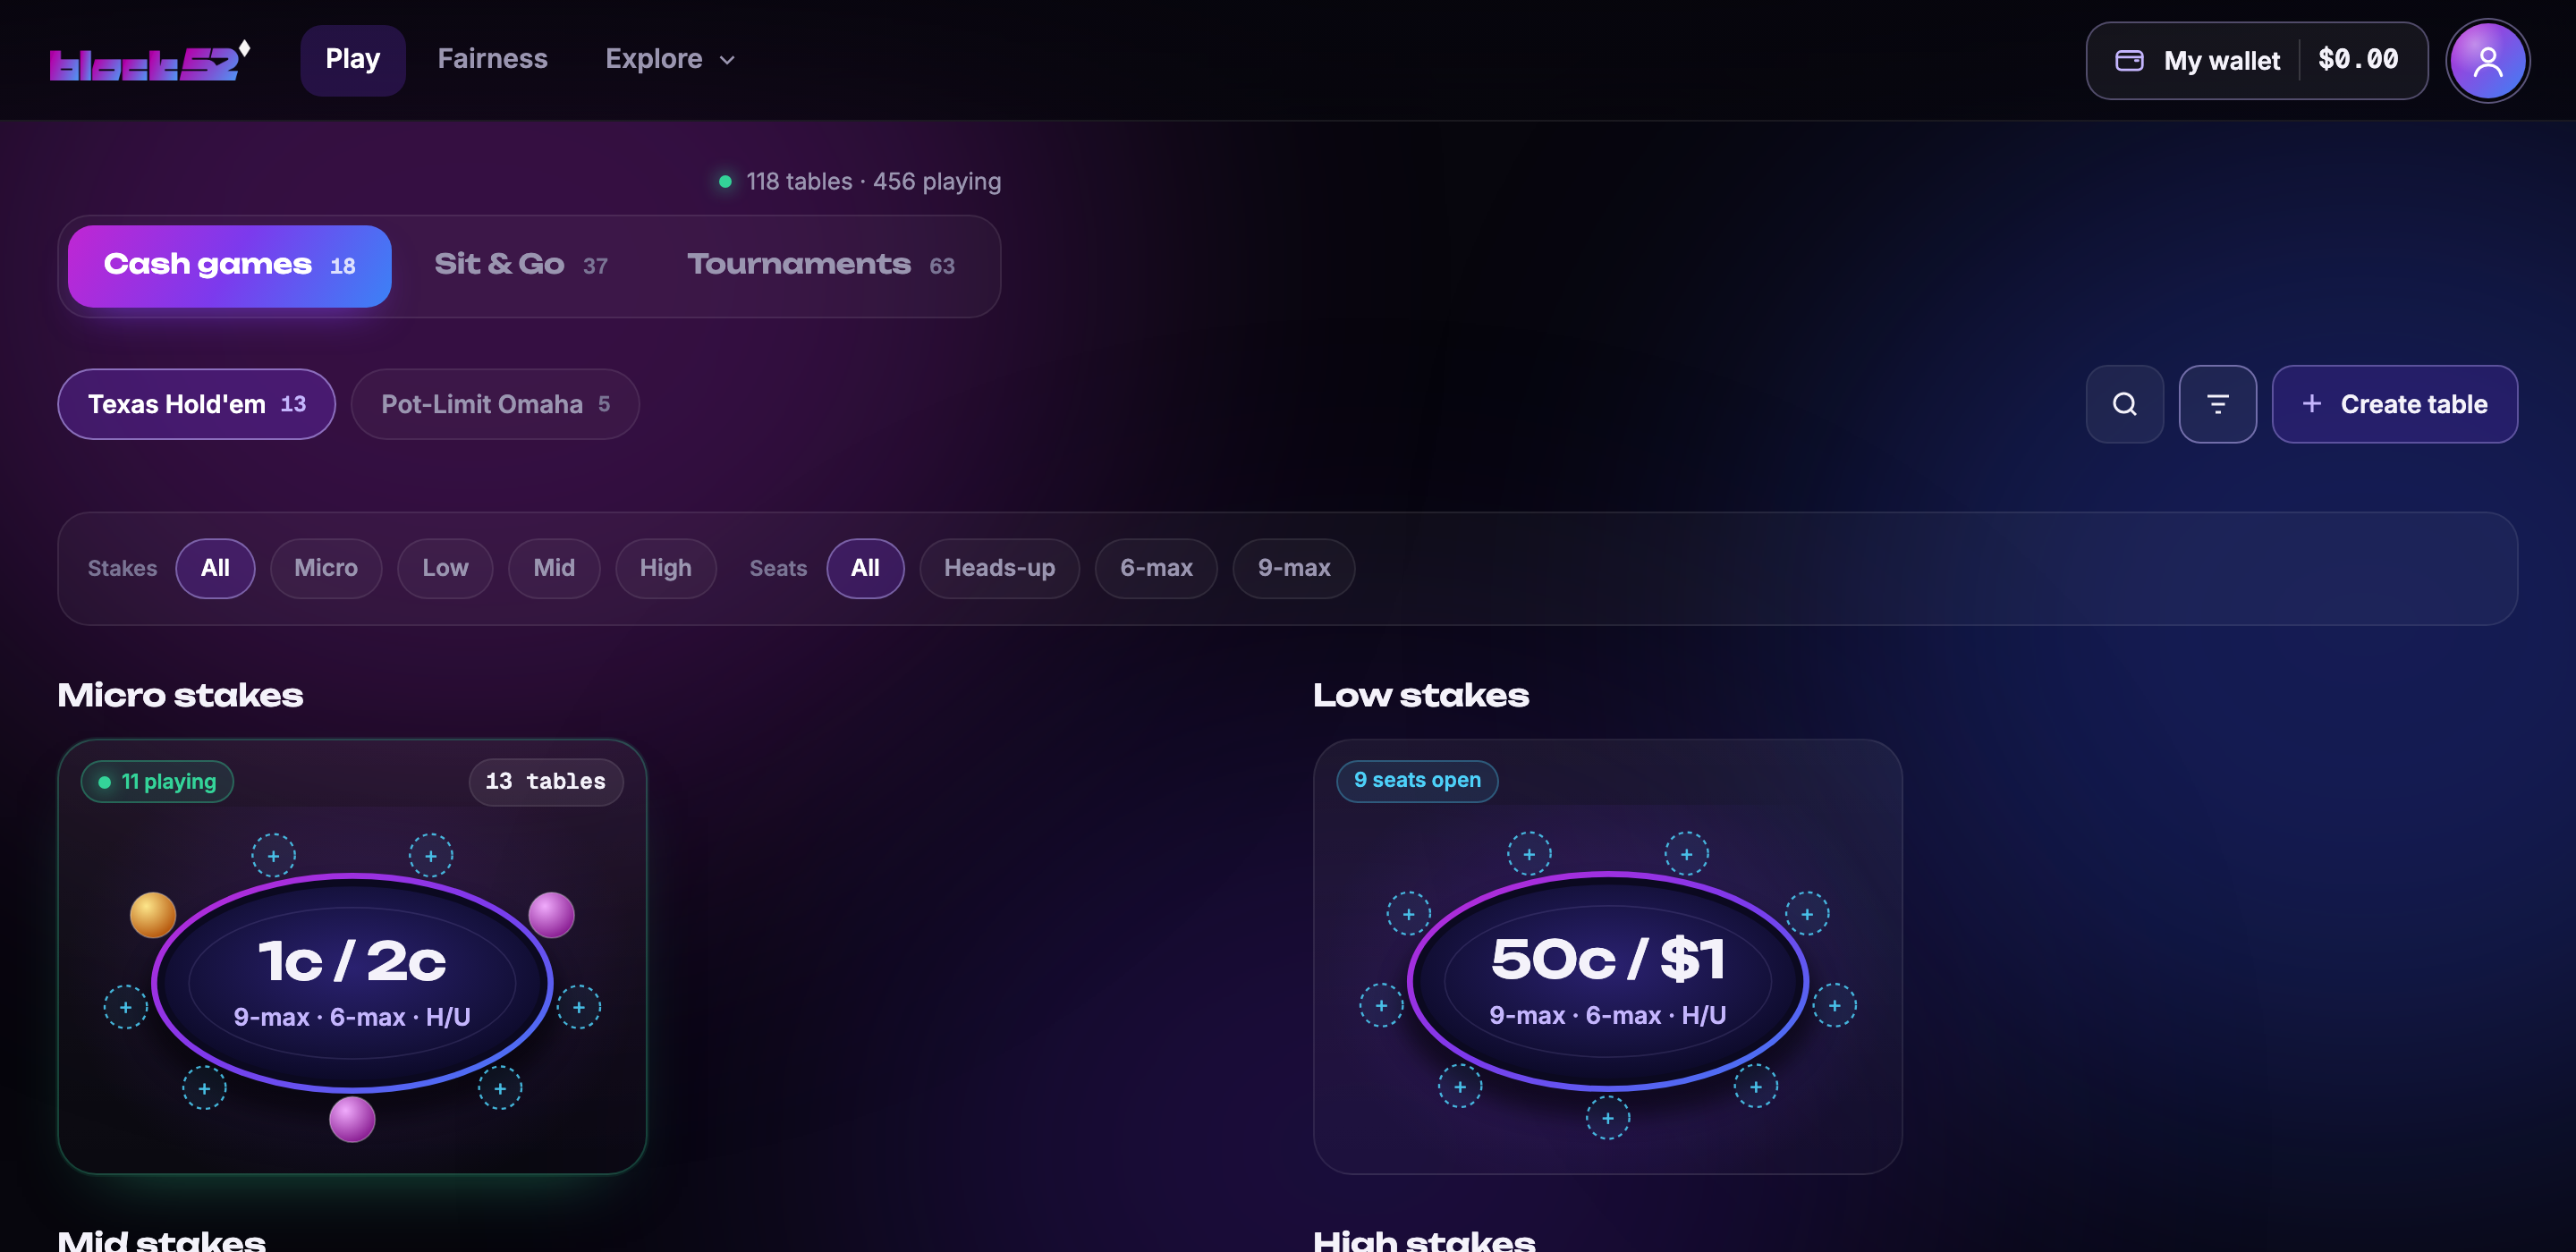 block52
Play
Fairness
Explore
My wallet
$0.00
118 tables · 456 playing
Cash games 18
Sit & Go 37
Tournaments 63
Texas Hold'em 13
Pot-Limit Omaha 5
+ Create table
Stakes
All
Micro
Low
Mid
High
Seats
All
Heads-up
6-max
9-max
Micro stakes
11 playing
13 tables
1c / 2c
9-max · 6-max · H/U
Low stakes
9 seats open
50c / $1
9-max · 6-max · H/U
Mid stakes
High stakes